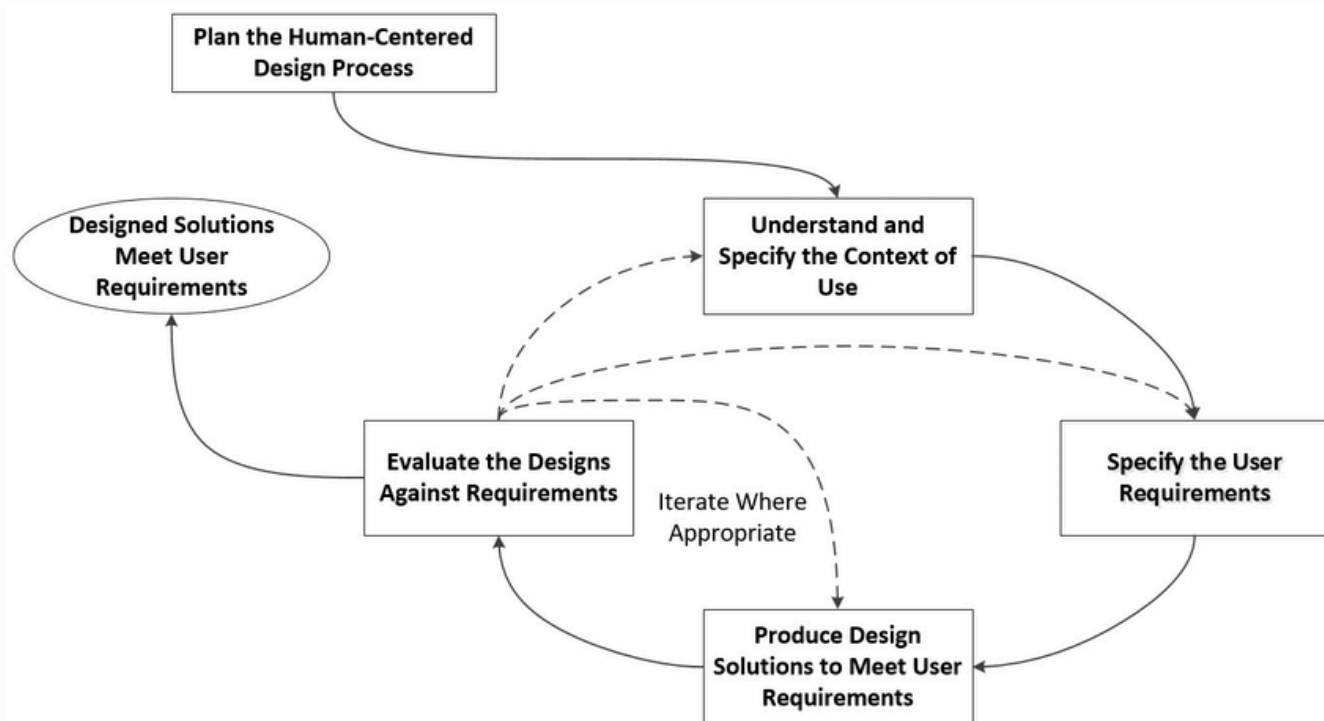 Plan the Human-Centered
Design Process
Designed Solutions
Meet User
Requirements
Understand and
Specify the Context of
Use
Evaluate the Designs
Against Requirements
Specify the User
Requirements
Iterate Where
Appropriate
Produce Design
Solutions to Meet User
Requirements